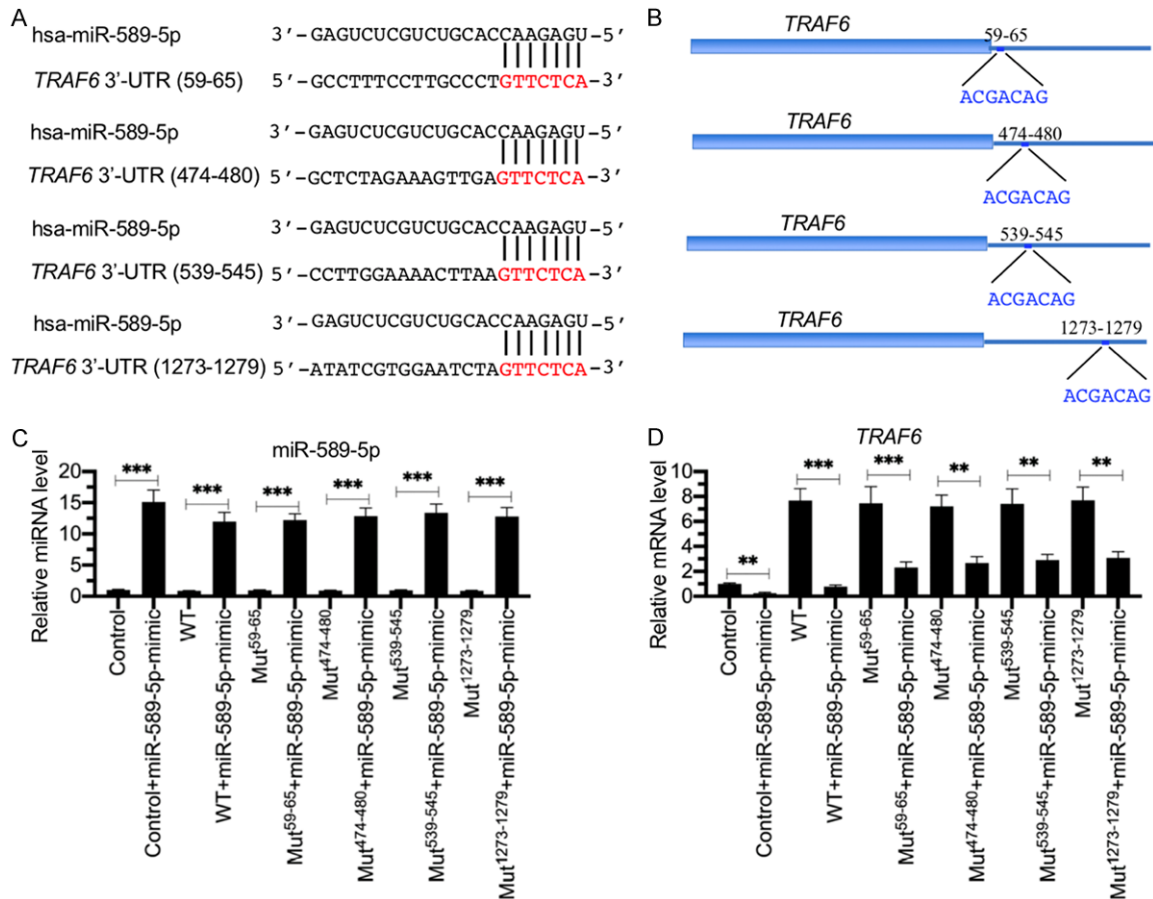 A
hsa-miR-589-5p 3′-GAGUCUCGUCUGCACCAAGAGU-5′
TRAF6 3′-UTR (59-65) 5′-GCCTTTCCTTGCCCTGTTCTCA-3′
hsa-miR-589-5p 3′-GAGUCUCGUCUGCACCAAGAGU-5′
TRAF6 3′-UTR (474-480) 5′-GCTCTAGAAAGTTGAGTTCTCA-3′
hsa-miR-589-5p 3′-GAGUCUCGUCUGCACCAAGAGU-5′
TRAF6 3′-UTR (539-545) 5′-CCTTGGAAAACTTAAGTTCTCA-3′
hsa-miR-589-5p 3′-GAGUCUCGUCUGCACCAAGAGU-5′
TRAF6 3′-UTR (1273-1279) 5′-ATATCGTGGAATCTAGTTCTCA-3′
B
TRAF6
59-65
ACGACAG
TRAF6
474-480
ACGACAG
TRAF6
539-545
ACGACAG
TRAF6
1273-1279
ACGACAG
C
miR-589-5p
Relative miRNA level
20
15
10
5
0
*** *** *** *** *** ***
Control
Control+miR-589-5p-mimic
WT
WT+miR-589-5p-mimic
Mut59-65
Mut59-65+miR-589-5p-mimic
Mut474-480
Mut474-480+miR-589-5p-mimic
Mut539-545
Mut539-545+miR-589-5p-mimic
Mut1273-1279
Mut1273-1279+miR-589-5p-mimic
D
TRAF6
Relative mRNA level
10
8
6
4
2
0
** *** *** ** ** **
Control
Control+miR-589-5p-mimic
WT
WT+miR-589-5p-mimic
Mut59-65
Mut59-65+miR-589-5p-mimic
Mut474-480
Mut474-480+miR-589-5p-mimic
Mut539-545
Mut539-545+miR-589-5p-mimic
Mut1273-1279
Mut1273-1279+miR-589-5p-mimic